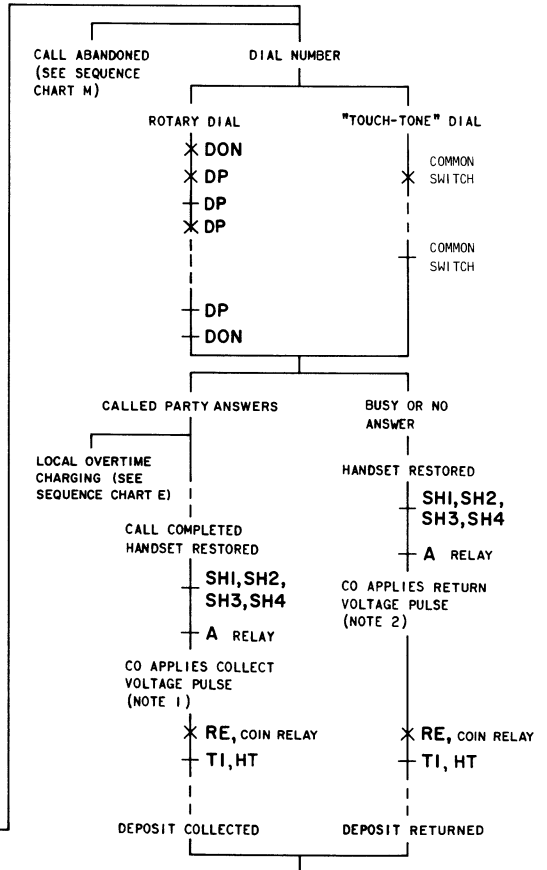 CALL ABANDONED
(SEE SEQUENCE
CHART M)
DIAL NUMBER
ROTARY DIAL
DON
DP
DP
DP
DP
DON
"TOUCH-TONE" DIAL
COMMON
SWITCH
COMMON
SWITCH
CALLED PARTY ANSWERS
LOCAL OVERTIME
CHARGING (SEE
SEQUENCE CHART E)
CALL COMPLETED
HANDSET RESTORED
SH1,SH2,
SH3,SH4
A RELAY
CO APPLIES COLLECT
VOLTAGE PULSE
(NOTE 1)
RE, COIN RELAY
T1,HT
DEPOSIT COLLECTED
BUSY OR NO
ANSWER
HANDSET RESTORED
SH1,SH2,
SH3,SH4
A RELAY
CO APPLIES RETURN
VOLTAGE PULSE
(NOTE 2)
RE, COIN RELAY
T1, HT
DEPOSIT RETURNED